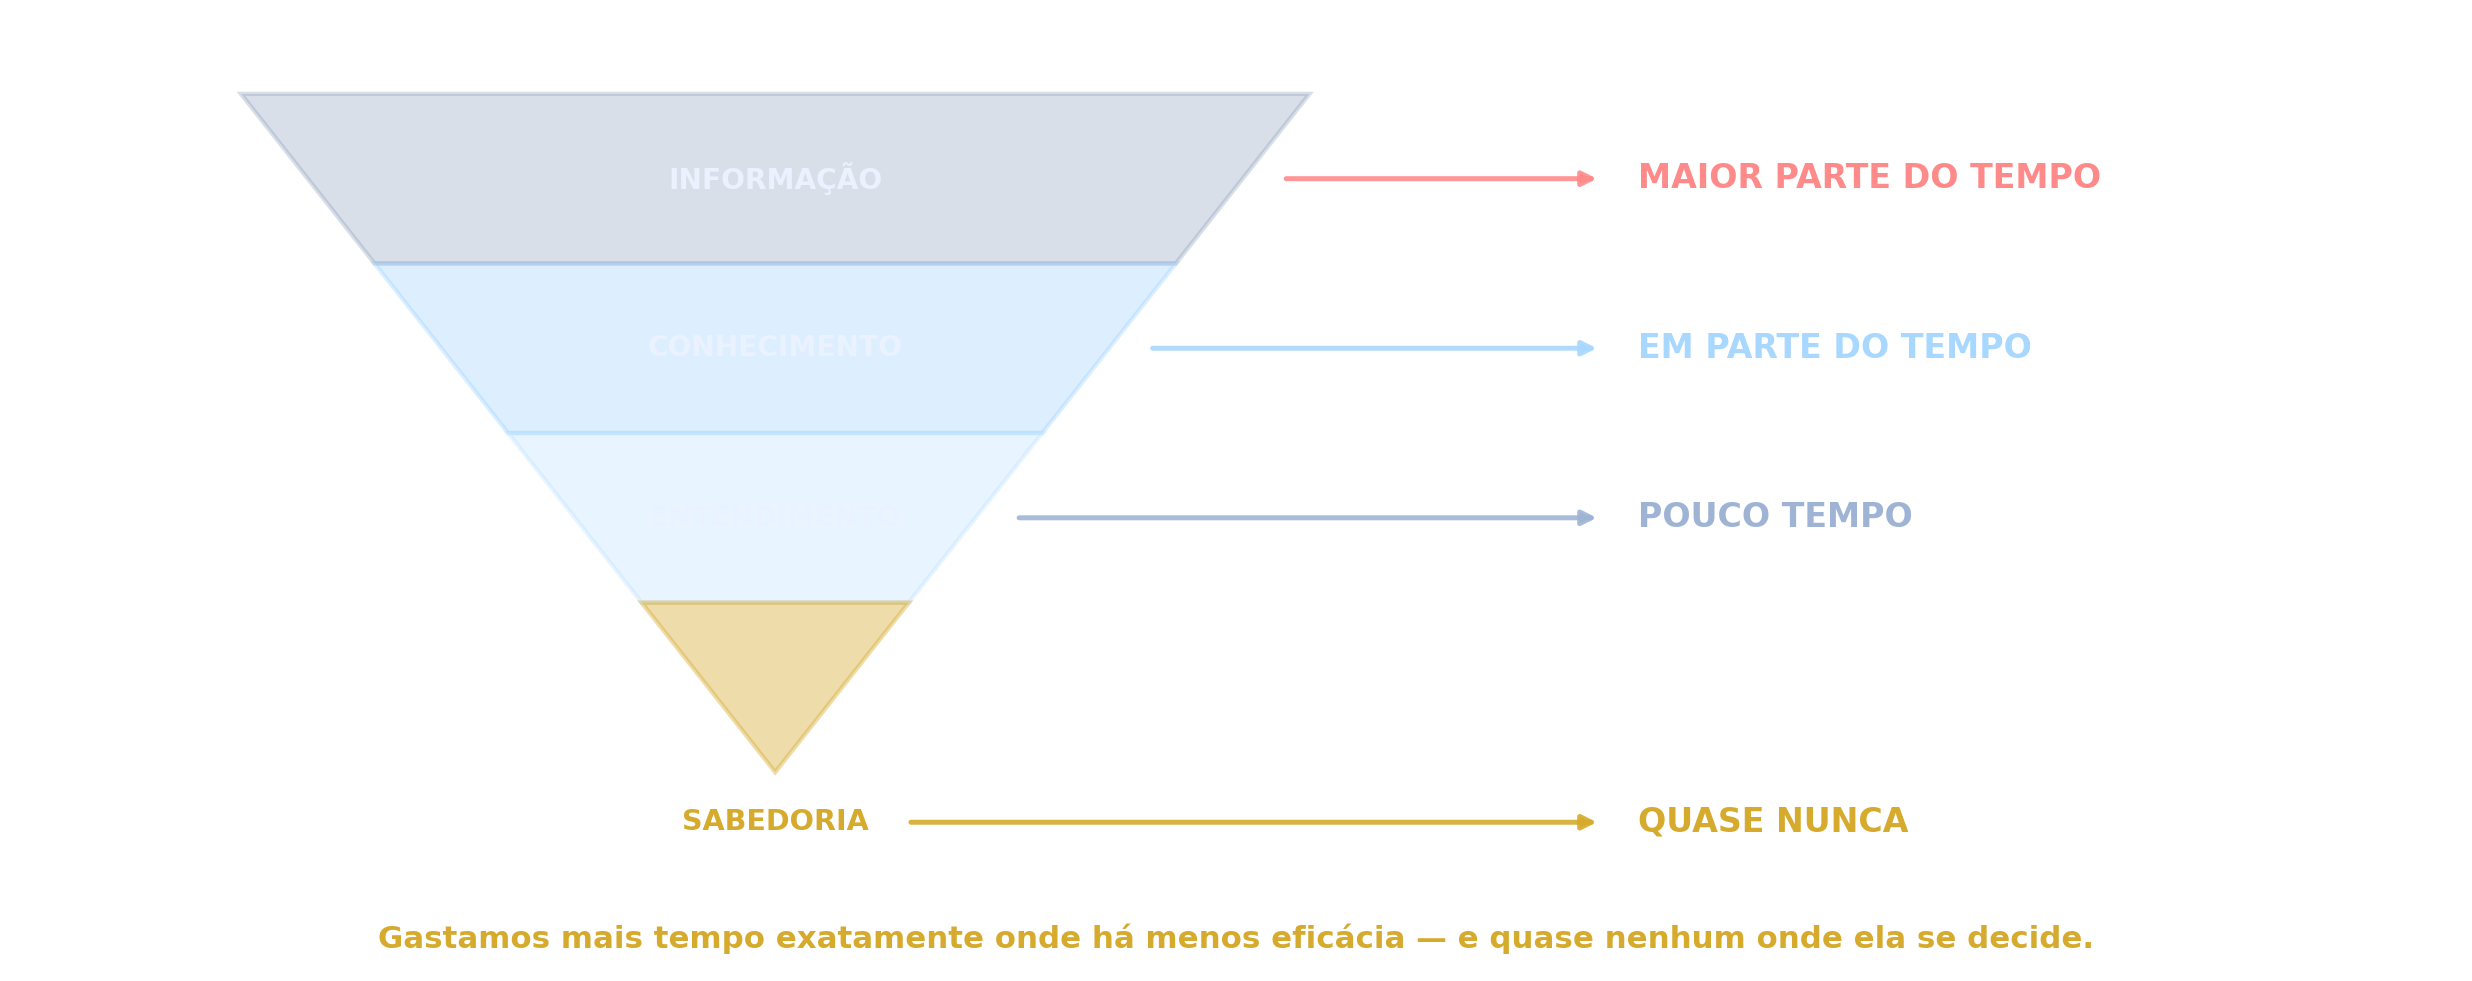 INFORMAÇÃO
MAIOR PARTE DO TEMPO
CONHECIMENTO
EM PARTE DO TEMPO
POUCO TEMPO
SABEDORIA
QUASE NUNCA
Gastamos mais tempo exatamente onde há menos eficácia — e quase nenhum onde ela se decide.